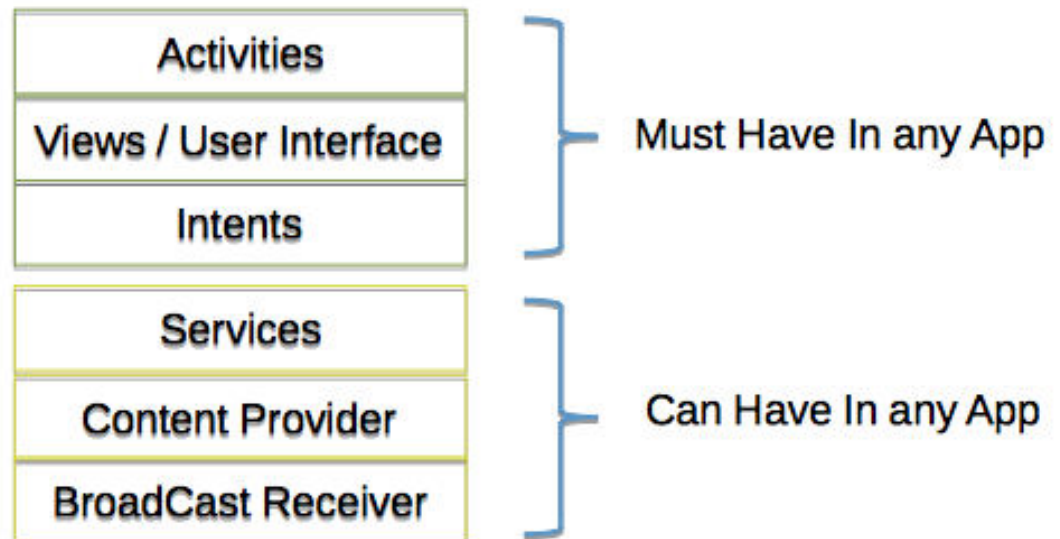 Activities
Views / User Interface
Intents
Must Have In any App
Services
Content Provider
BroadCast Receiver
Can Have In any App